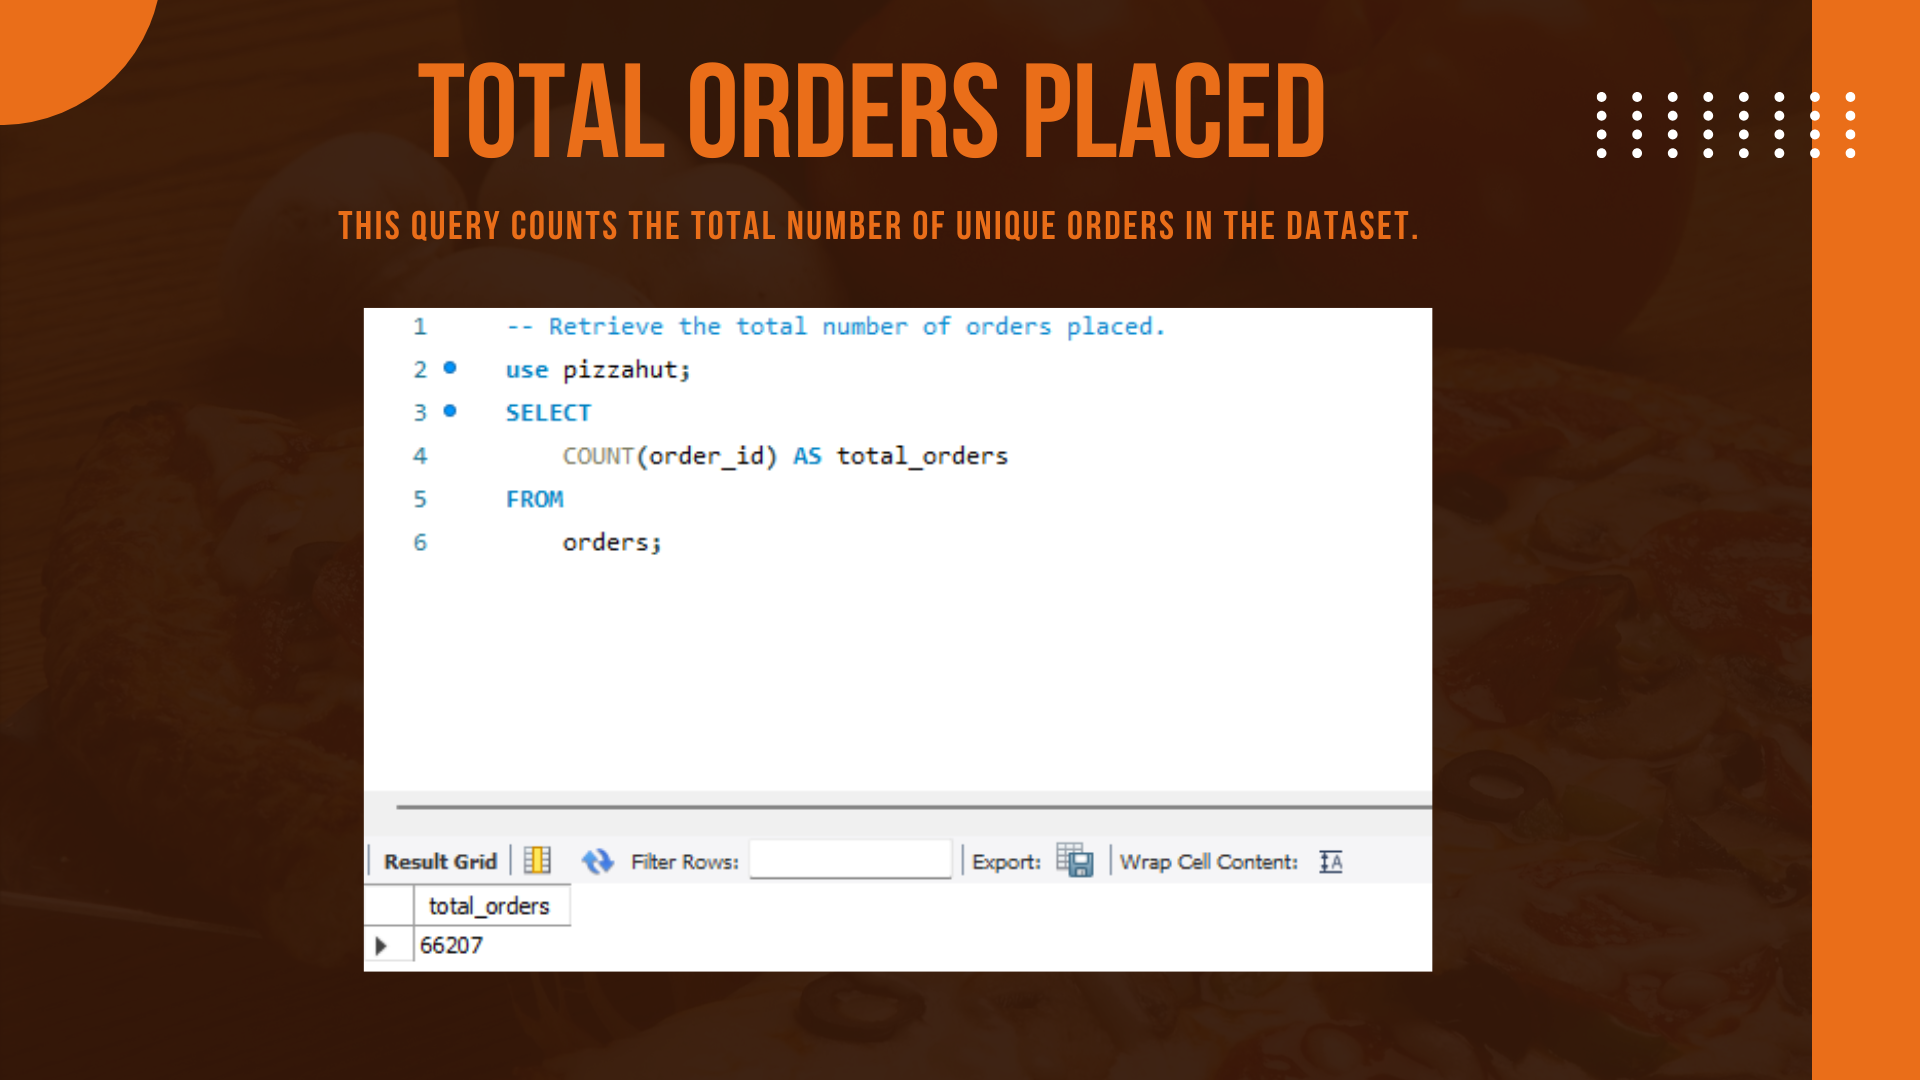 TOTAL ORDERS PLACED
THIS QUERY COUNTS THE TOTAL NUMBER OF UNIQUE ORDERS IN THE DATASET.
1 -- Retrieve the total number of orders placed.
2 use pizzahut;
3 SELECT
4 COUNT(order_id) AS total_orders
5 FROM
6 orders;
Result Grid Filter Rows: Export: Wrap Cell Content: A
total_orders
66207